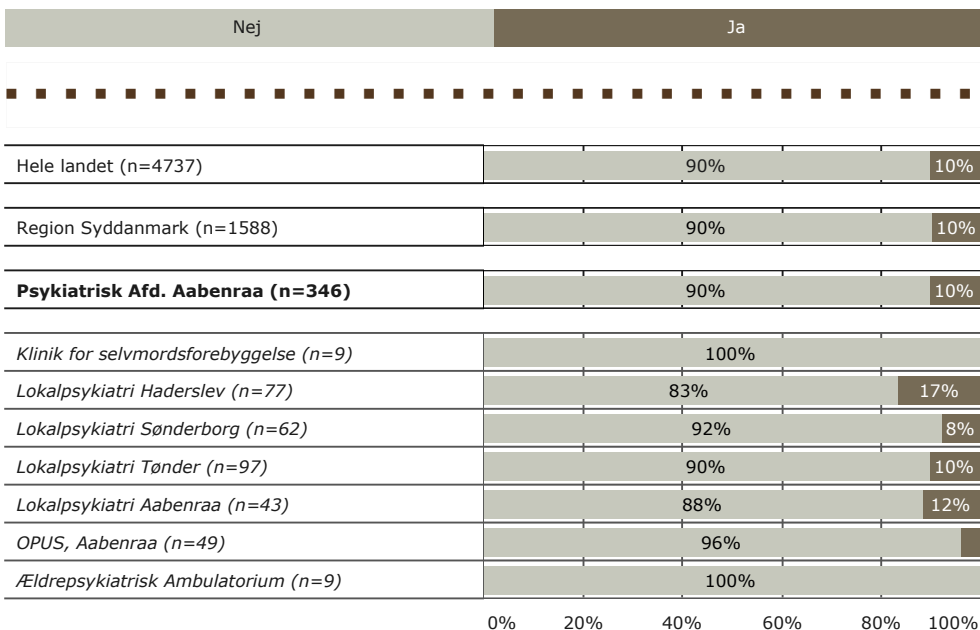 Nej Ja
Hele landet (n=4737) 90% 10%
Region Syddanmark (n=1588) 90% 10%
Psykiatrisk Afd. Aabenraa (n=346) 90% 10%
Klinik for selvmordsforebyggelse (n=9) 100%
Lokalpsykiatri Haderslev (n=77) 83% 17%
Lokalpsykiatri Sønderborg (n=62) 92% 8%
Lokalpsykiatri Tønder (n=97) 90% 10%
Lokalpsykiatri Aabenraa (n=43) 88% 12%
OPUS, Aabenraa (n=49) 96%
Ældrepsykiatrisk Ambulatorium (n=9) 100%
0% 20% 40% 60% 80% 100%